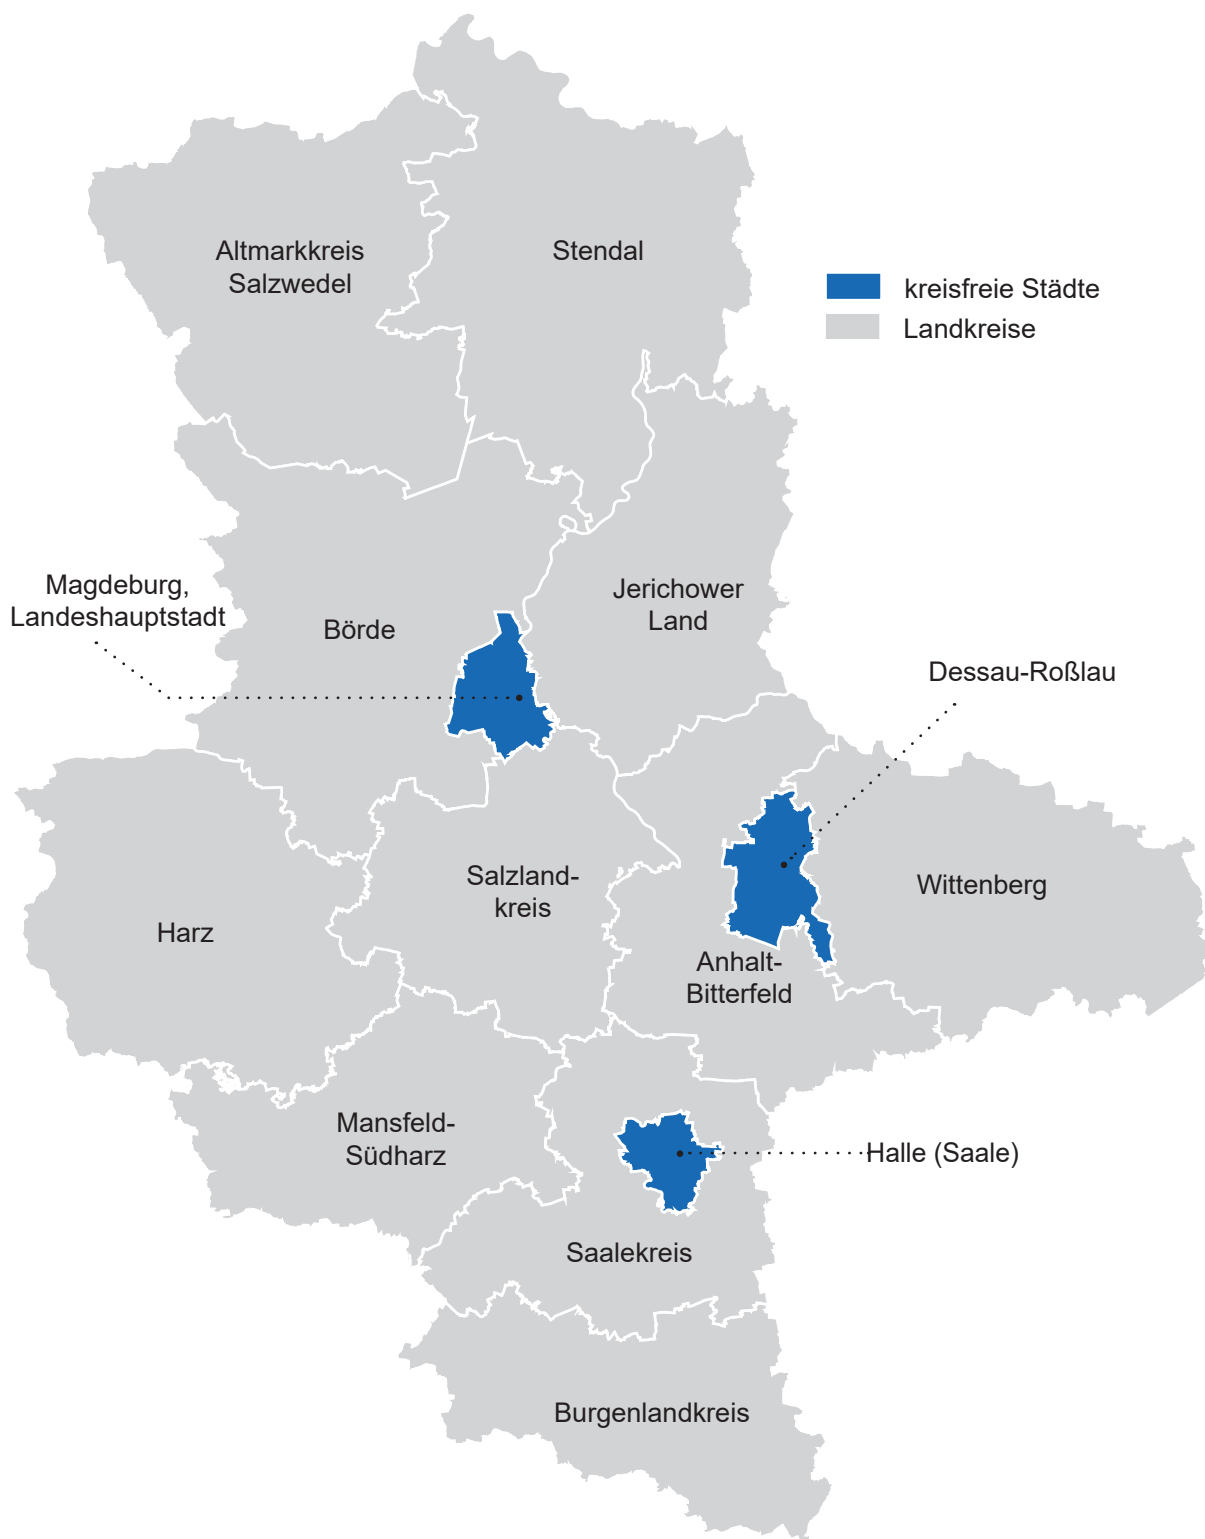 Altmarkkreis
Salzwedel
Stendal
kreisfreie Städte
Landkreise
Magdeburg,
Landeshauptstadt
Börde
Jerichower
Land
Dessau-Roßlau
Harz
Salzland-
kreis
Wittenberg
Anhalt-
Bitterfeld
Mansfeld-
Südharz
Halle (Saale)
Saalekreis
Burgenlandkreis